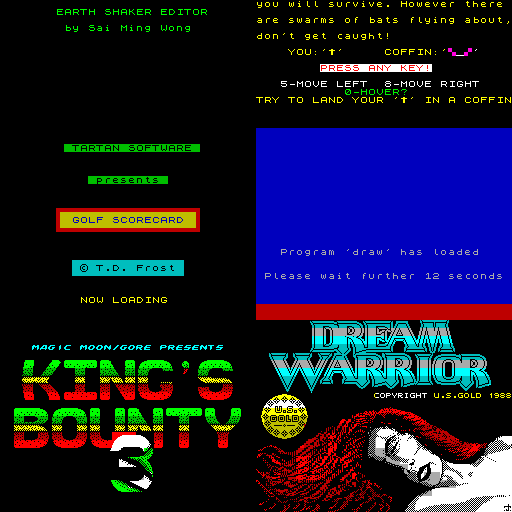 EARTH SHAKER EDITOR
by Sai Ming Wong
TARTAN SOFTWARE
presents
GOLF SCORECARD
© T.D. Frost
NOW LOADING
you will survive. However there
are swarms of bats flying about,
don't get caught!
YOU:'✝' COFFIN:' '
PRESS ANY KEY!
5-MOVE LEFT 8-MOVE RIGHT
0-HOVER?
TRY TO LAND YOUR '✝' IN A COFFIN
Program 'draw' has loaded
Please wait further 12 seconds
MAGIC MOON/GORE PRESENTS
KING'S
BOUNTY
3
DREAM
WARRIOR
COPYRIGHT U.S.GOLD 1988
U.S.
GOLD